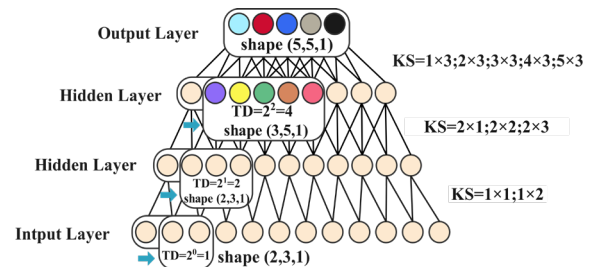 Output Layer
shape (5,5,1)
KS=1×3;2×3;3×3;4×3;5×3
Hidden Layer
TD=2²=4
shape (3,5,1)
KS=2×1;2×2;2×3
Hidden Layer
TD=2¹=2
shape (2,3,1)
KS=1×1;1×2
Intput Layer
TD=2⁰=1
shape (2,3,1)